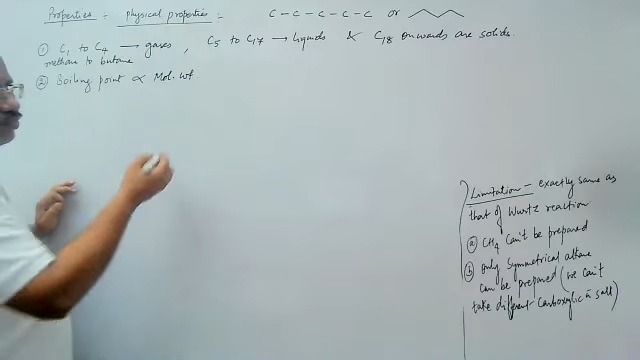 Properties :- physical properties :- C-C-C-C-C or
① C1 to C4 → gases, C5 to C17 → liquids & C18 onwards are solids.
methane to butane
② Boiling point ∝ Mol. wt.
Limitation - exactly same as
that of Wurtz reaction
ⓐ CH4 can't be prepared
ⓑ only symmetrical alkane
can be prepared (we can't
take different carboxylic salt)